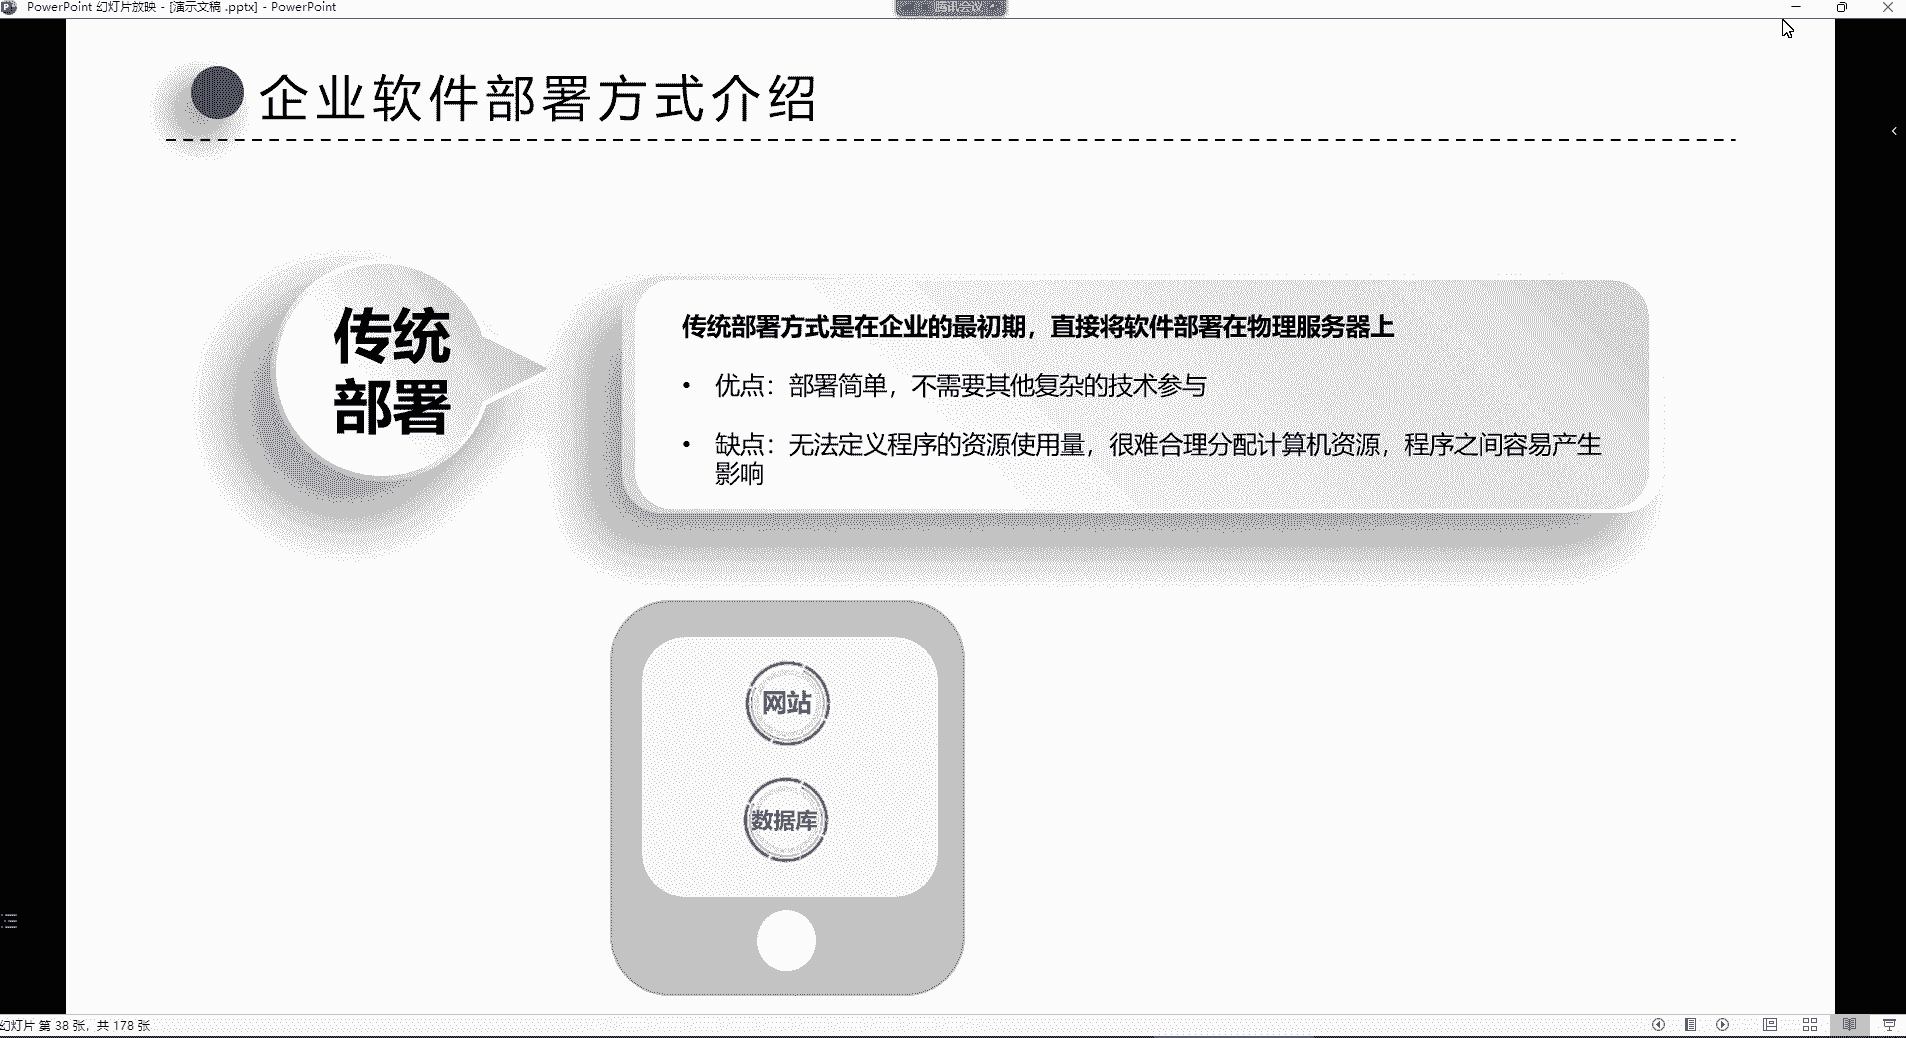 PowerPoint 幻灯片放映 - [演示文稿 .pptx] - PowerPoint
腾讯会议
企业软件部署方式介绍
传统
部署
传统部署方式是在企业的最初期，直接将软件部署在物理服务器上
• 优点：部署简单，不需要其他复杂的技术参与
• 缺点：无法定义程序的资源使用量，很难合理分配计算机资源，程序之间容易产生
影响
网站
数据库
幻灯片 第 38 张，共 178 张